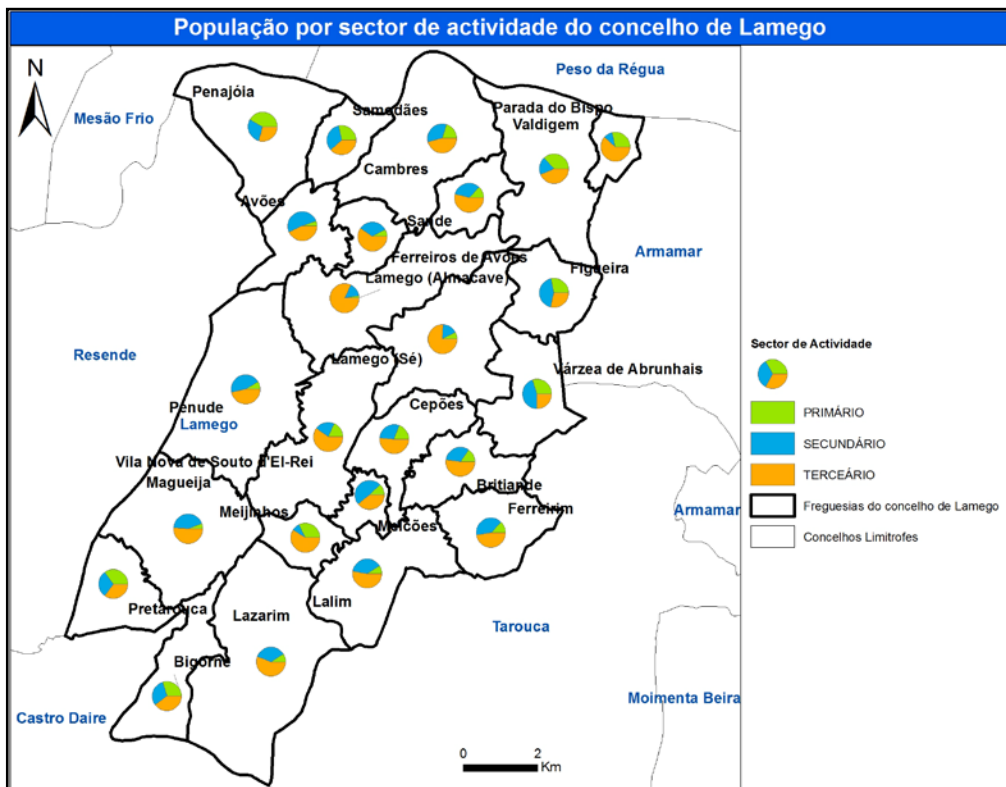 População por sector de actividade do concelho de Lamego
N
Peso da Régua
Penajóia
Mesão Frio
Samodães
Parada do Bispo
Valdigem
Cambres
Avões
Sande
Ferreiros de Avões
Armamar
Figueira
Lamego (Almacave)
Resende
Lamego (Sé)
Várzea de Abrunhais
Penude
Cepões
Lamego
Vila Nova de Souto d'El-Rei
Magueija
Britiande
Meijinhos
Ferreirim
Melcões
Armamar
Pretarouca
Lazarim
Lalim
Tarouca
Bigorne
Castro Daire
Moimenta Beira
0 2
Km
Sector de Actividade
PRIMÁRIO
SECUNDÁRIO
TERCEÁRIO
Freguesias do concelho de Lamego
Concelhos Limitrofes